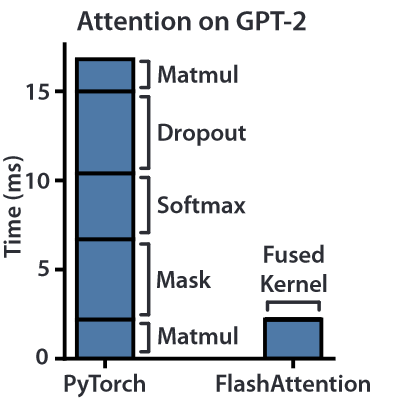 Attention on GPT-2
Time (ms)
15
10
5
0
Matmul
Dropout
Softmax
Mask
Matmul
Fused
Kernel
PyTorch
FlashAttention